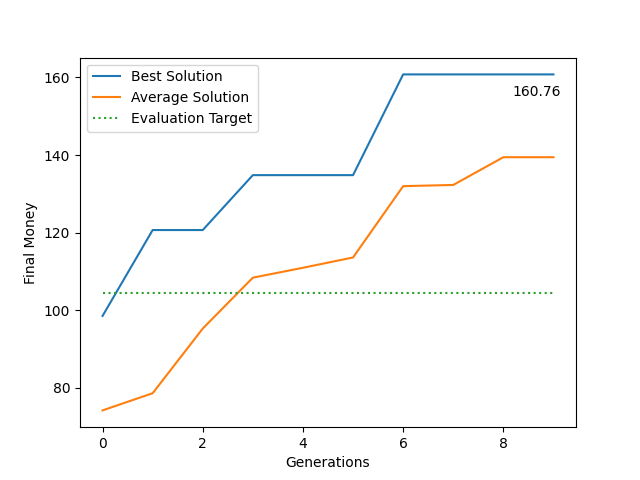 Best Solution
Average Solution
Evaluation Target
160.76
Final Money
160
140
120
100
80
0 2 4 6 8
Generations